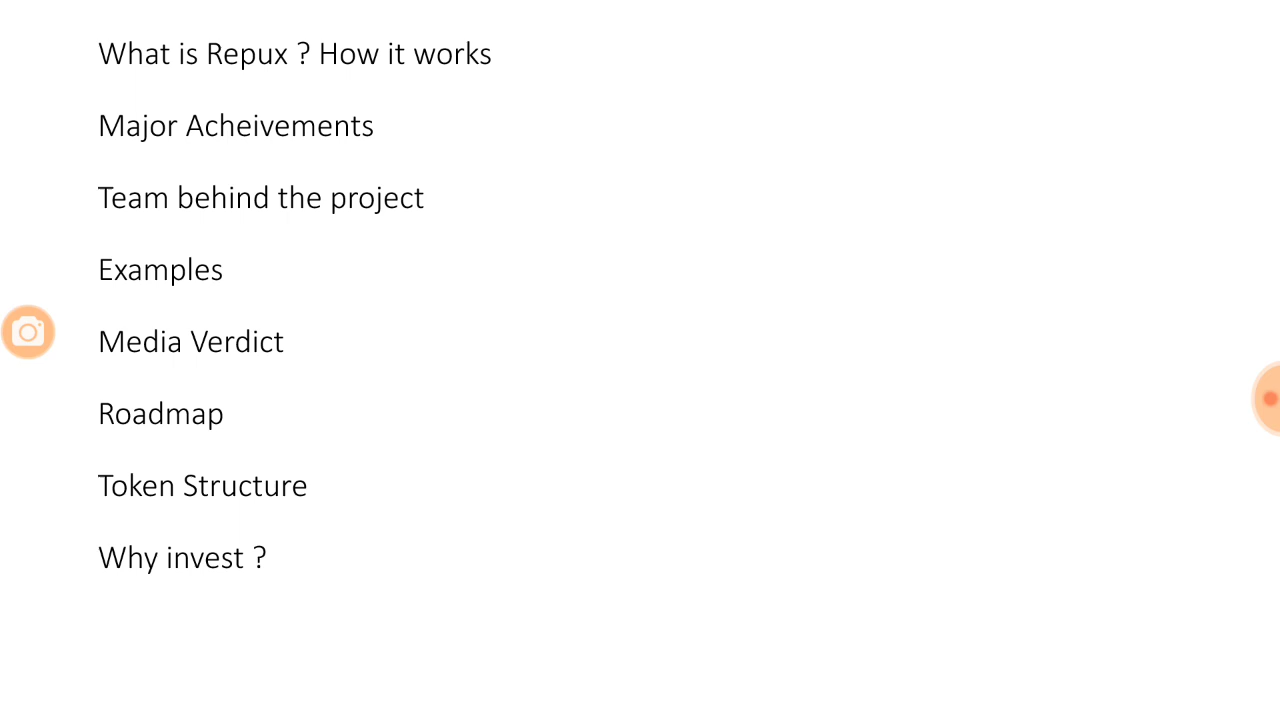 What is Repux ? How it works
Major Acheivements
Team behind the project
Examples
Media Verdict
Roadmap
Token Structure
Why invest ?